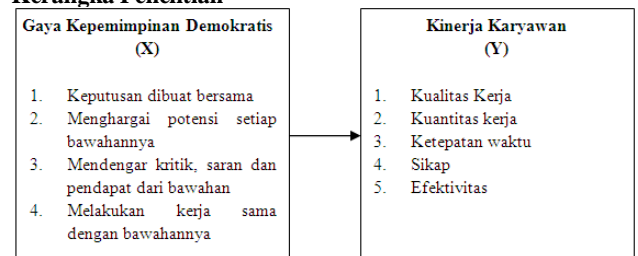 Kerangka Penelitian
Gaya Kepemimpinan Demokratis
(X)
1. Keputusan dibuat bersama
2. Menghargai potensi setiap
bawahannya
3. Mendengar kritik, saran dan
pendapat dari bawahan
4. Melakukan kerja sama
dengan bawahannya
Kinerja Karyawan
(Y)
1. Kualitas Kerja
2. Kuantitas kerja
3. Ketepatan waktu
4. Sikap
5. Efektivitas